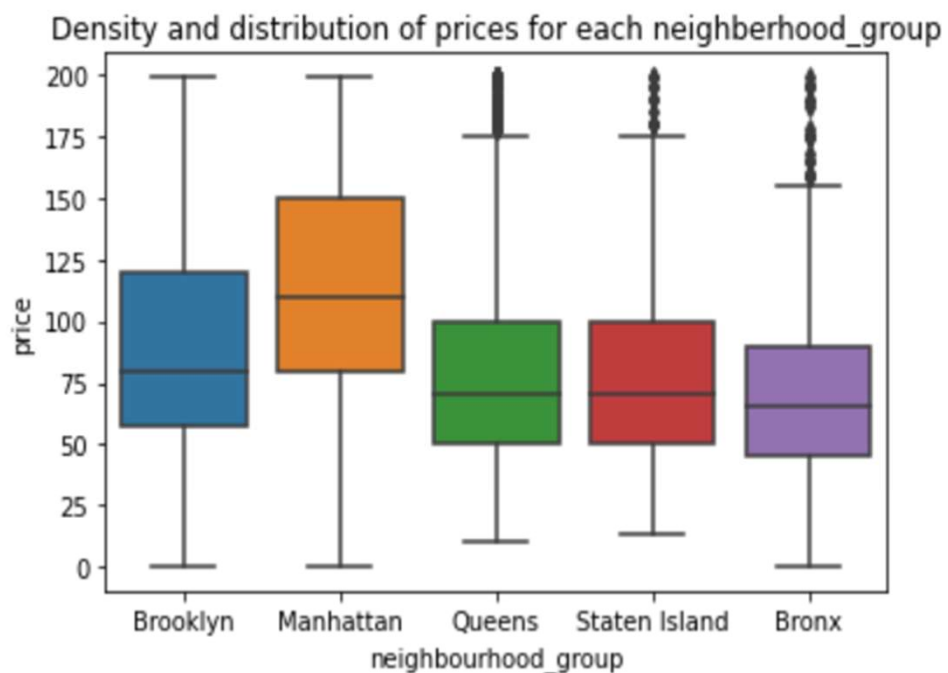 Density and distribution of prices for each neighberhood_group
200
175
150
125
100
75
50
25
0
price
Brooklyn Manhattan Queens Staten Island Bronx
neighbourhood_group